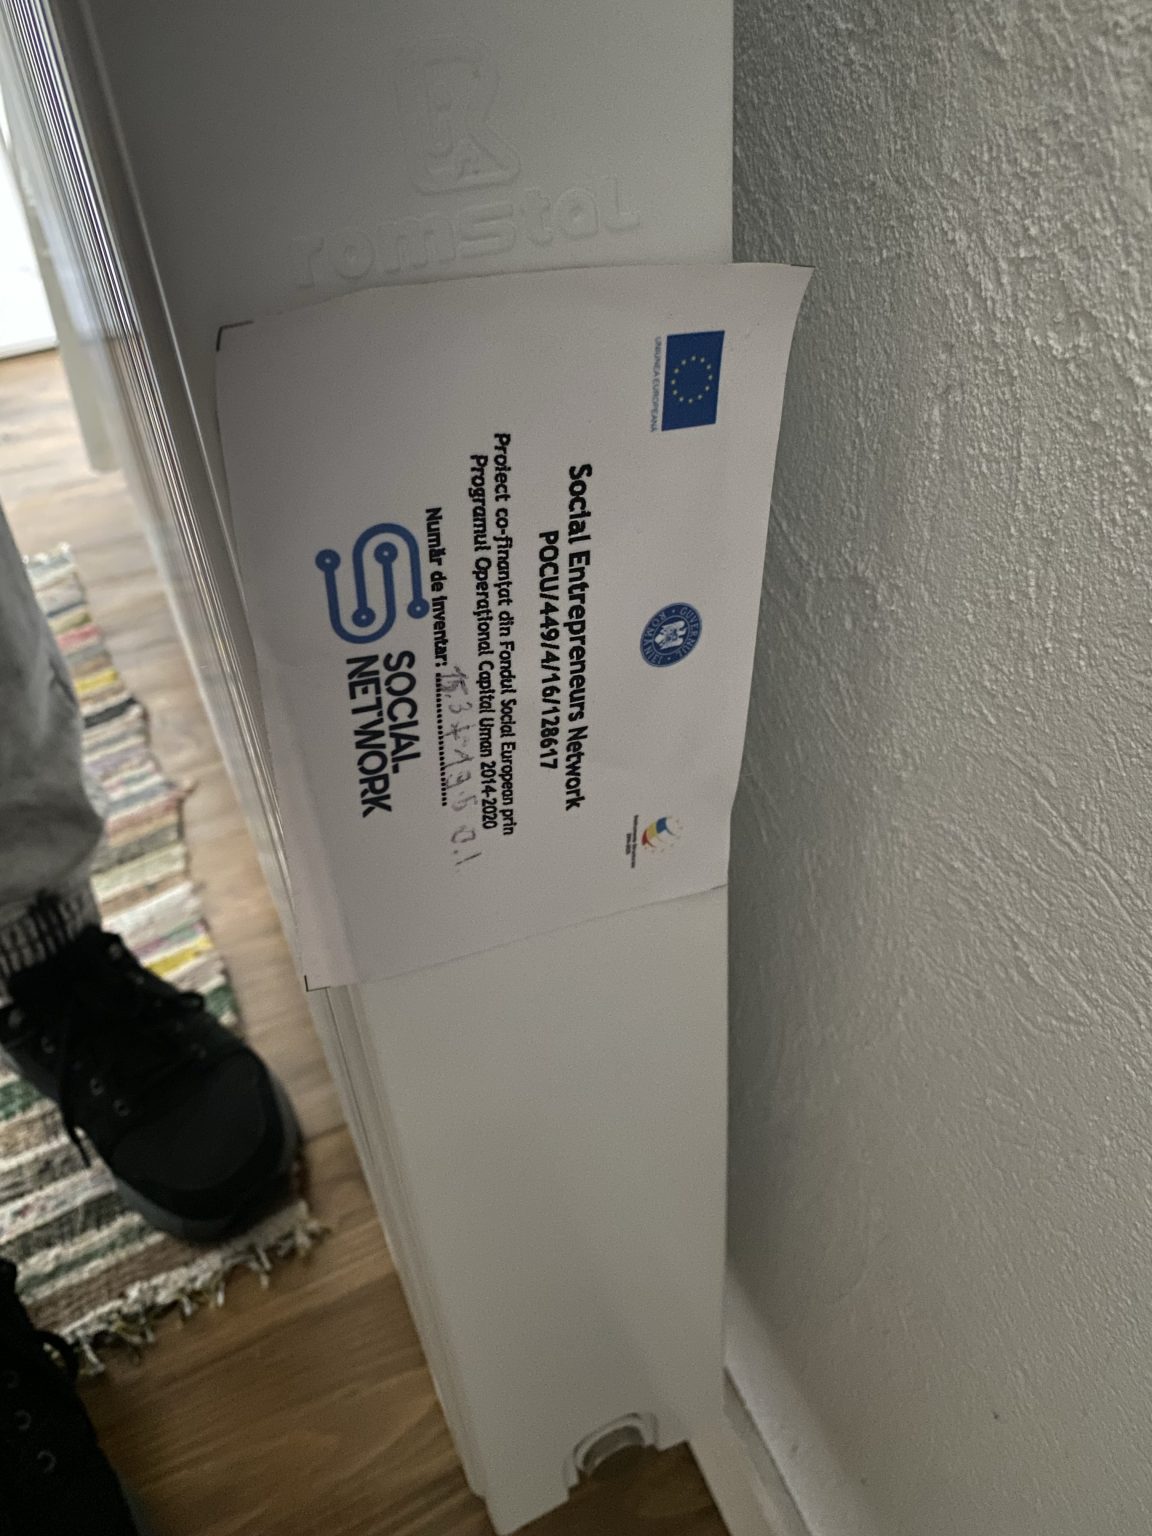 romstal
UNIUNEA EUROPEANĂ
GUVERNUL ROMÂNIEI
Social Entrepreneurs Network
POCU/449/4/16/128617
Proiect co-finanțat din Fondul Social European prin
Programul Operațional Capital Uman 2014-2020
Număr de inventar:
SOCIAL
NETWORK